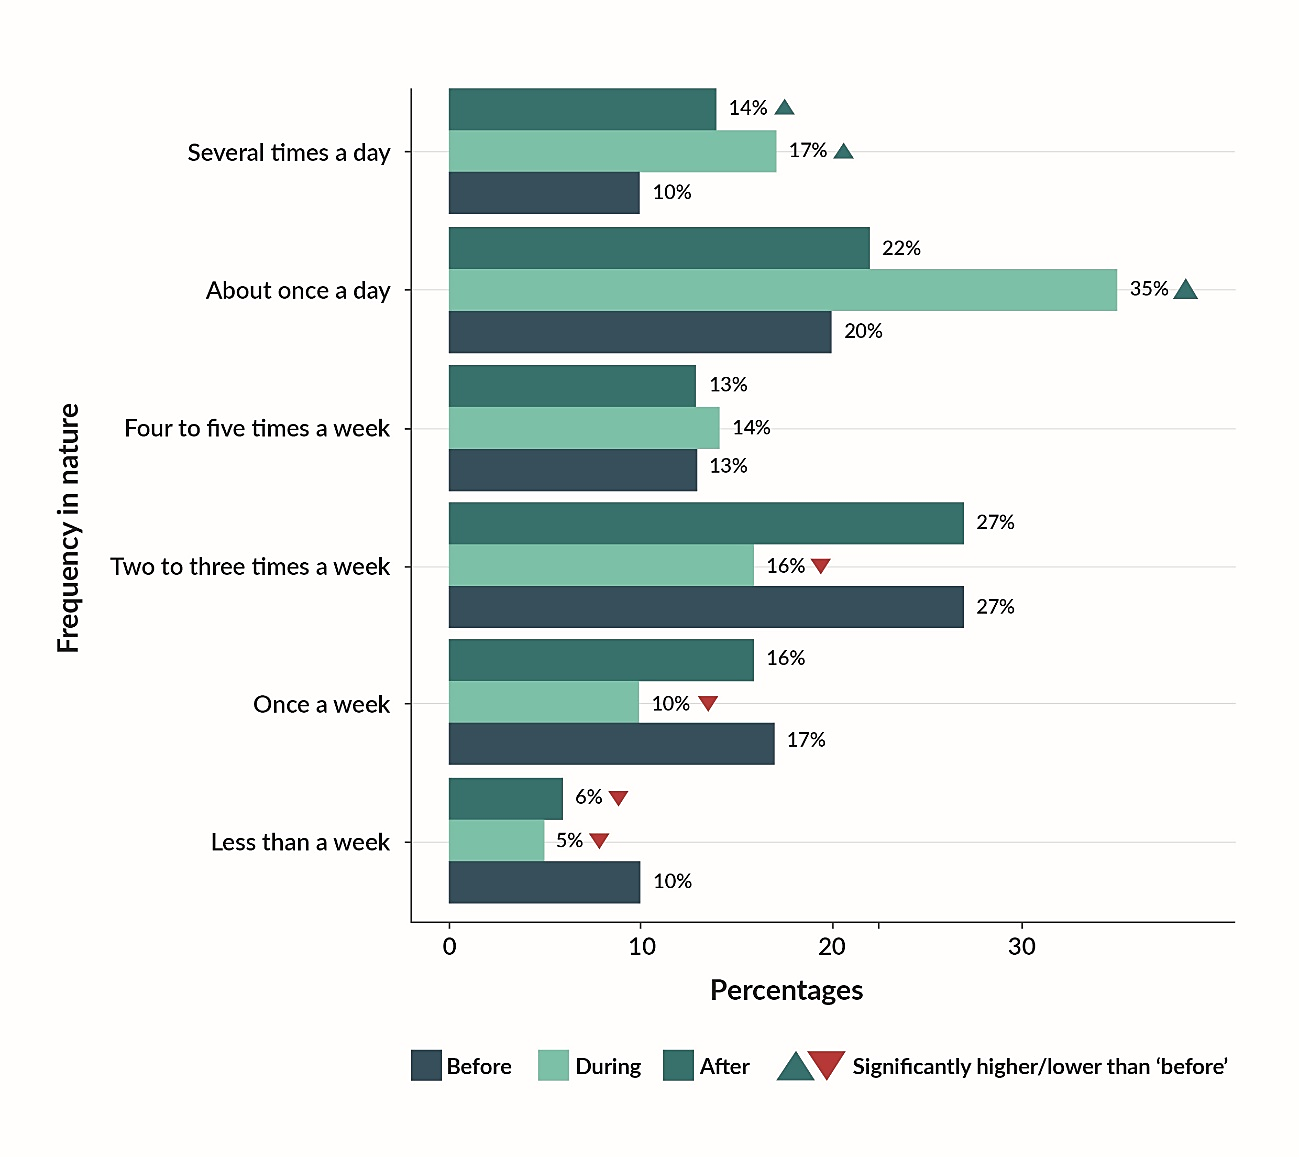 14%
Several times a day
17%
10%
22%
About once a day
35%
20%
13%
Four to five times a week
14%
13%
27%
Two to three times a week
16%
27%
16%
Once a week
10%
17%
6%
Less than a week
5%
10%
Frequency in nature
0 10 20 30
Percentages
Before During After Significantly higher/lower than ‘before’